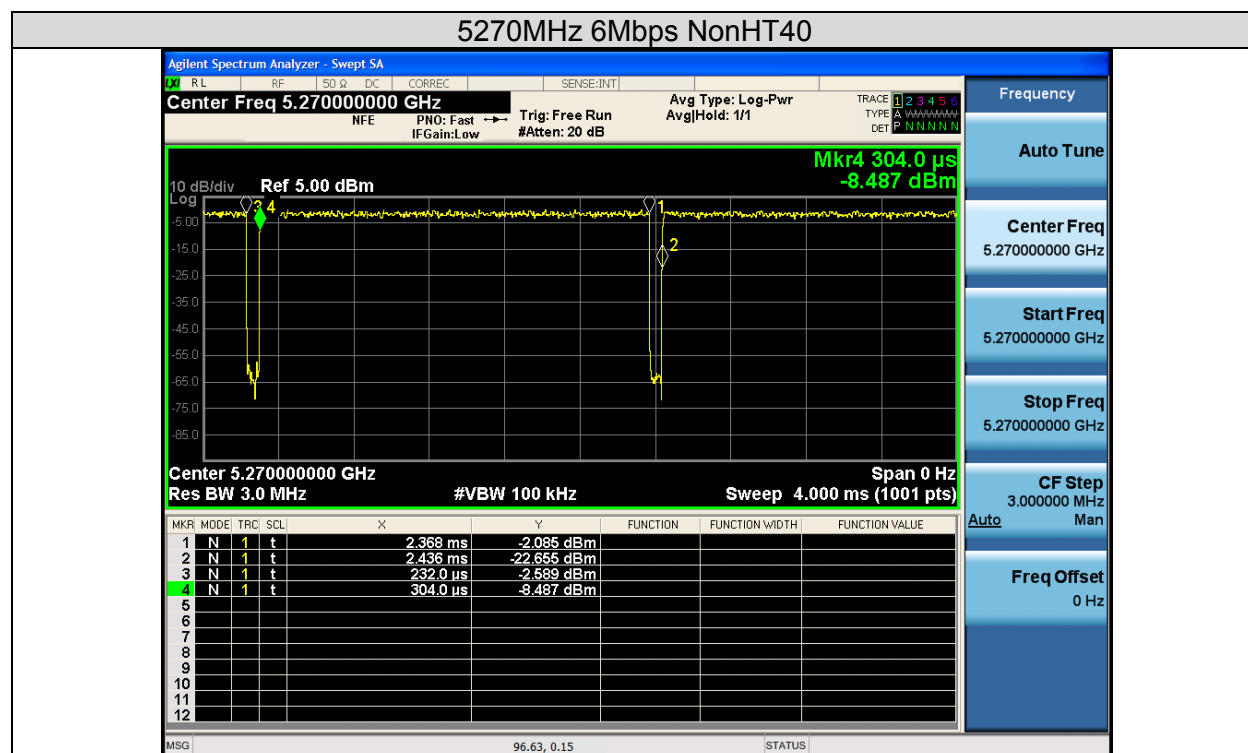 5270MHz 6Mbps NonHT40
Agilent Spectrum Analyzer - Swept SA
LXI RL RF 50 Ω DC CORREC SENSE:INT
Center Freq 5.270000000 GHz
NFE PNO: Fast Trig: Free Run
IFGain:Low #Atten: 20 dB
Avg Type: Log-Pwr
Avg|Hold: 1/1
TRACE 1 2 3 4 5 6
TYPE A WWWWW
DET P N N N N N
Mkr4 304.0 µs
-8.487 dBm
10 dB/div Ref 5.00 dBm
Log
-5.00
-15.0
-25.0
-35.0
-45.0
-55.0
-65.0
-75.0
-85.0
3 4
1
2
Center 5.270000000 GHz Span 0 Hz
Res BW 3.0 MHz #VBW 100 kHz Sweep 4.000 ms (1001 pts)
MKR MODE TRC SCL X Y FUNCTION FUNCTION WIDTH FUNCTION VALUE
1 N 1 t 2.368 ms -2.085 dBm
2 N 1 t 2.436 ms -22.655 dBm
3 N 1 t 232.0 µs -2.589 dBm
4 N 1 t 304.0 µs -8.487 dBm
5
6
7
8
9
10
11
12
MSG 96.63, 0.15 STATUS
Frequency
Auto Tune
Center Freq
5.270000000 GHz
Start Freq
5.270000000 GHz
Stop Freq
5.270000000 GHz
CF Step
3.000000 MHz
Auto Man
Freq Offset
0 Hz